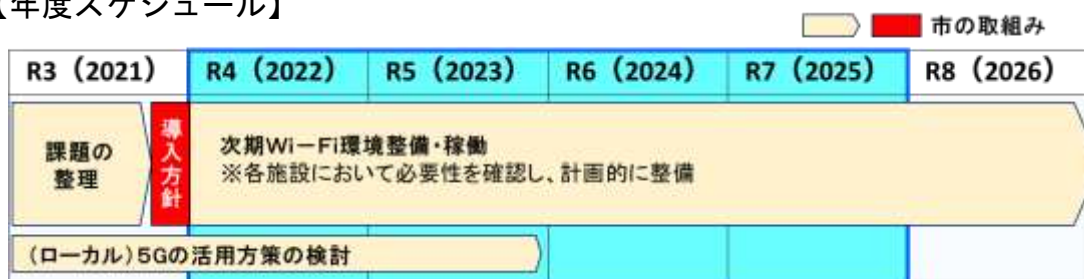 【年度スケジュール】
市の取組み
R3（2021） R4（2022） R5（2023） R6（2024） R7（2025） R8（2026）
課題の
整理
導入方針
次期Wi－Fi環境整備・稼働
※各施設において必要性を確認し、計画的に整備
（ローカル）5Gの活用方策の検討